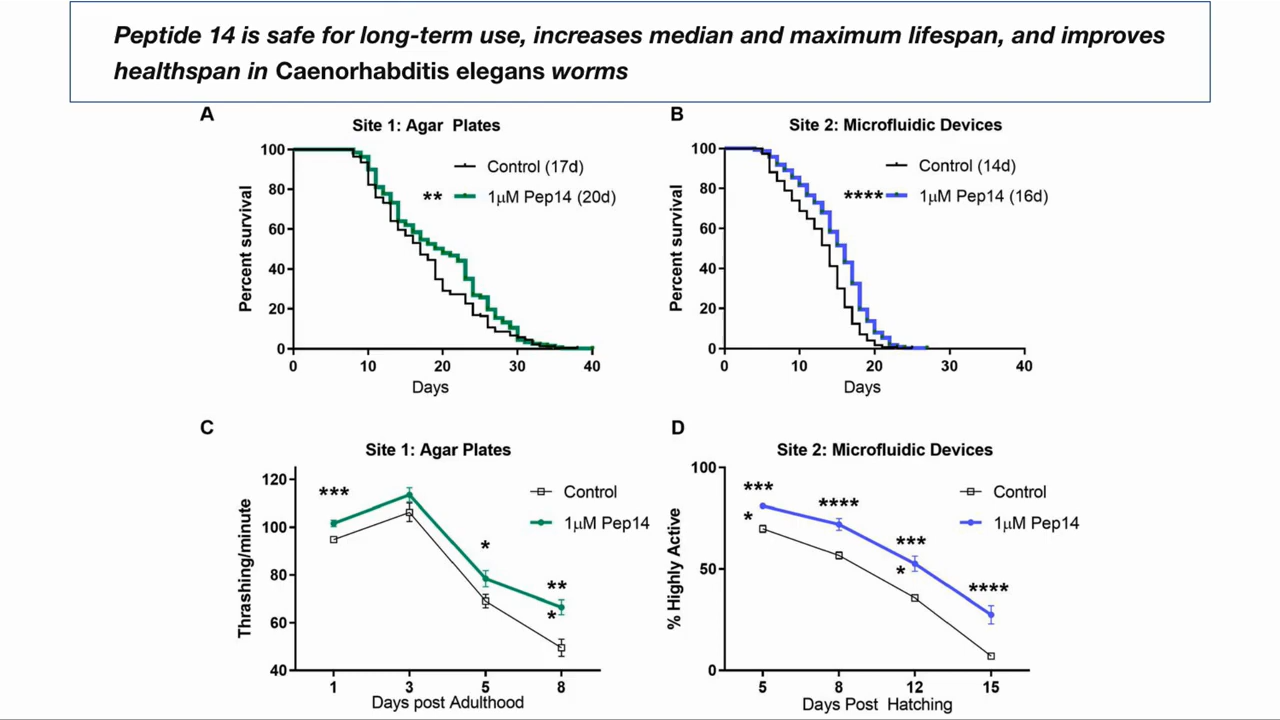 Peptide 14 is safe for long-term use, increases median and maximum lifespan, and improves
healthspan in Caenorhabditis elegans worms
A
Site 1: Agar Plates
Percent survival
100
80
60
40
20
0
0 10 20 30 40
Days
Control (17d)
** 1μM Pep14 (20d)
B
Site 2: Microfluidic Devices
Percent survival
100
80
60
40
20
0
0 10 20 30 40
Days
Control (14d)
**** 1μM Pep14 (16d)
C
Site 1: Agar Plates
Thrashing/minute
120
100
80
60
40
1 3 5 8
Days post Adulthood
Control
1μM Pep14
***
*
**
*
D
Site 2: Microfluidic Devices
% Highly Active
100
50
0
5 8 12 15
Days Post Hatching
Control
1μM Pep14
***
*
****
***
*
****